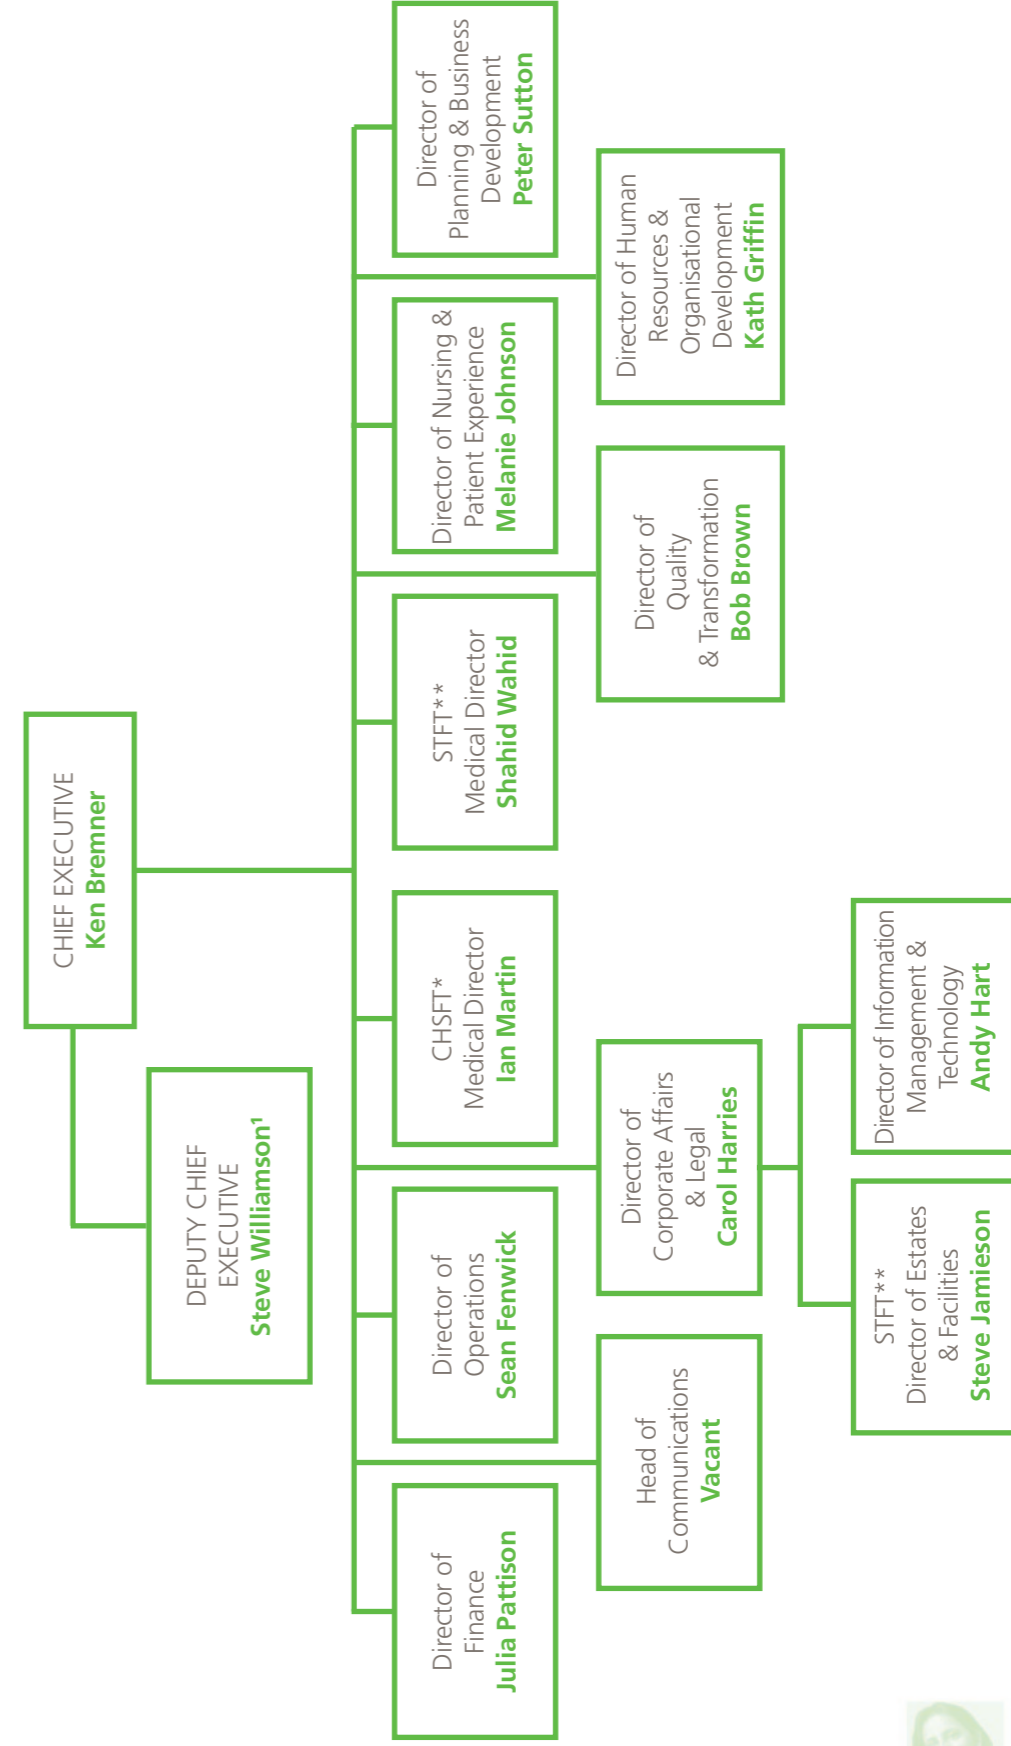 CHIEF EXECUTIVE
Ken Bremner
DEPUTY CHIEF
EXECUTIVE
Steve Williamson¹
Director of
Finance
Julia Pattison
Director of
Operations
Sean Fenwick
CHSFT*
Medical Director
Ian Martin
STFT**
Medical Director
Shahid Wahid
Director of Nursing &
Patient Experience
Melanie Johnson
Director of
Planning & Business
Development
Peter Sutton
Head of
Communications
Vacant
Director of
Corporate Affairs
& Legal
Carol Harries
Director of
Quality
& Transformation
Bob Brown
Director of Human
Resources &
Organisational
Development
Kath Griffin
STFT**
Director of Estates
& Facilities
Steve Jamieson
Director of Information
Management &
Technology
Andy Hart